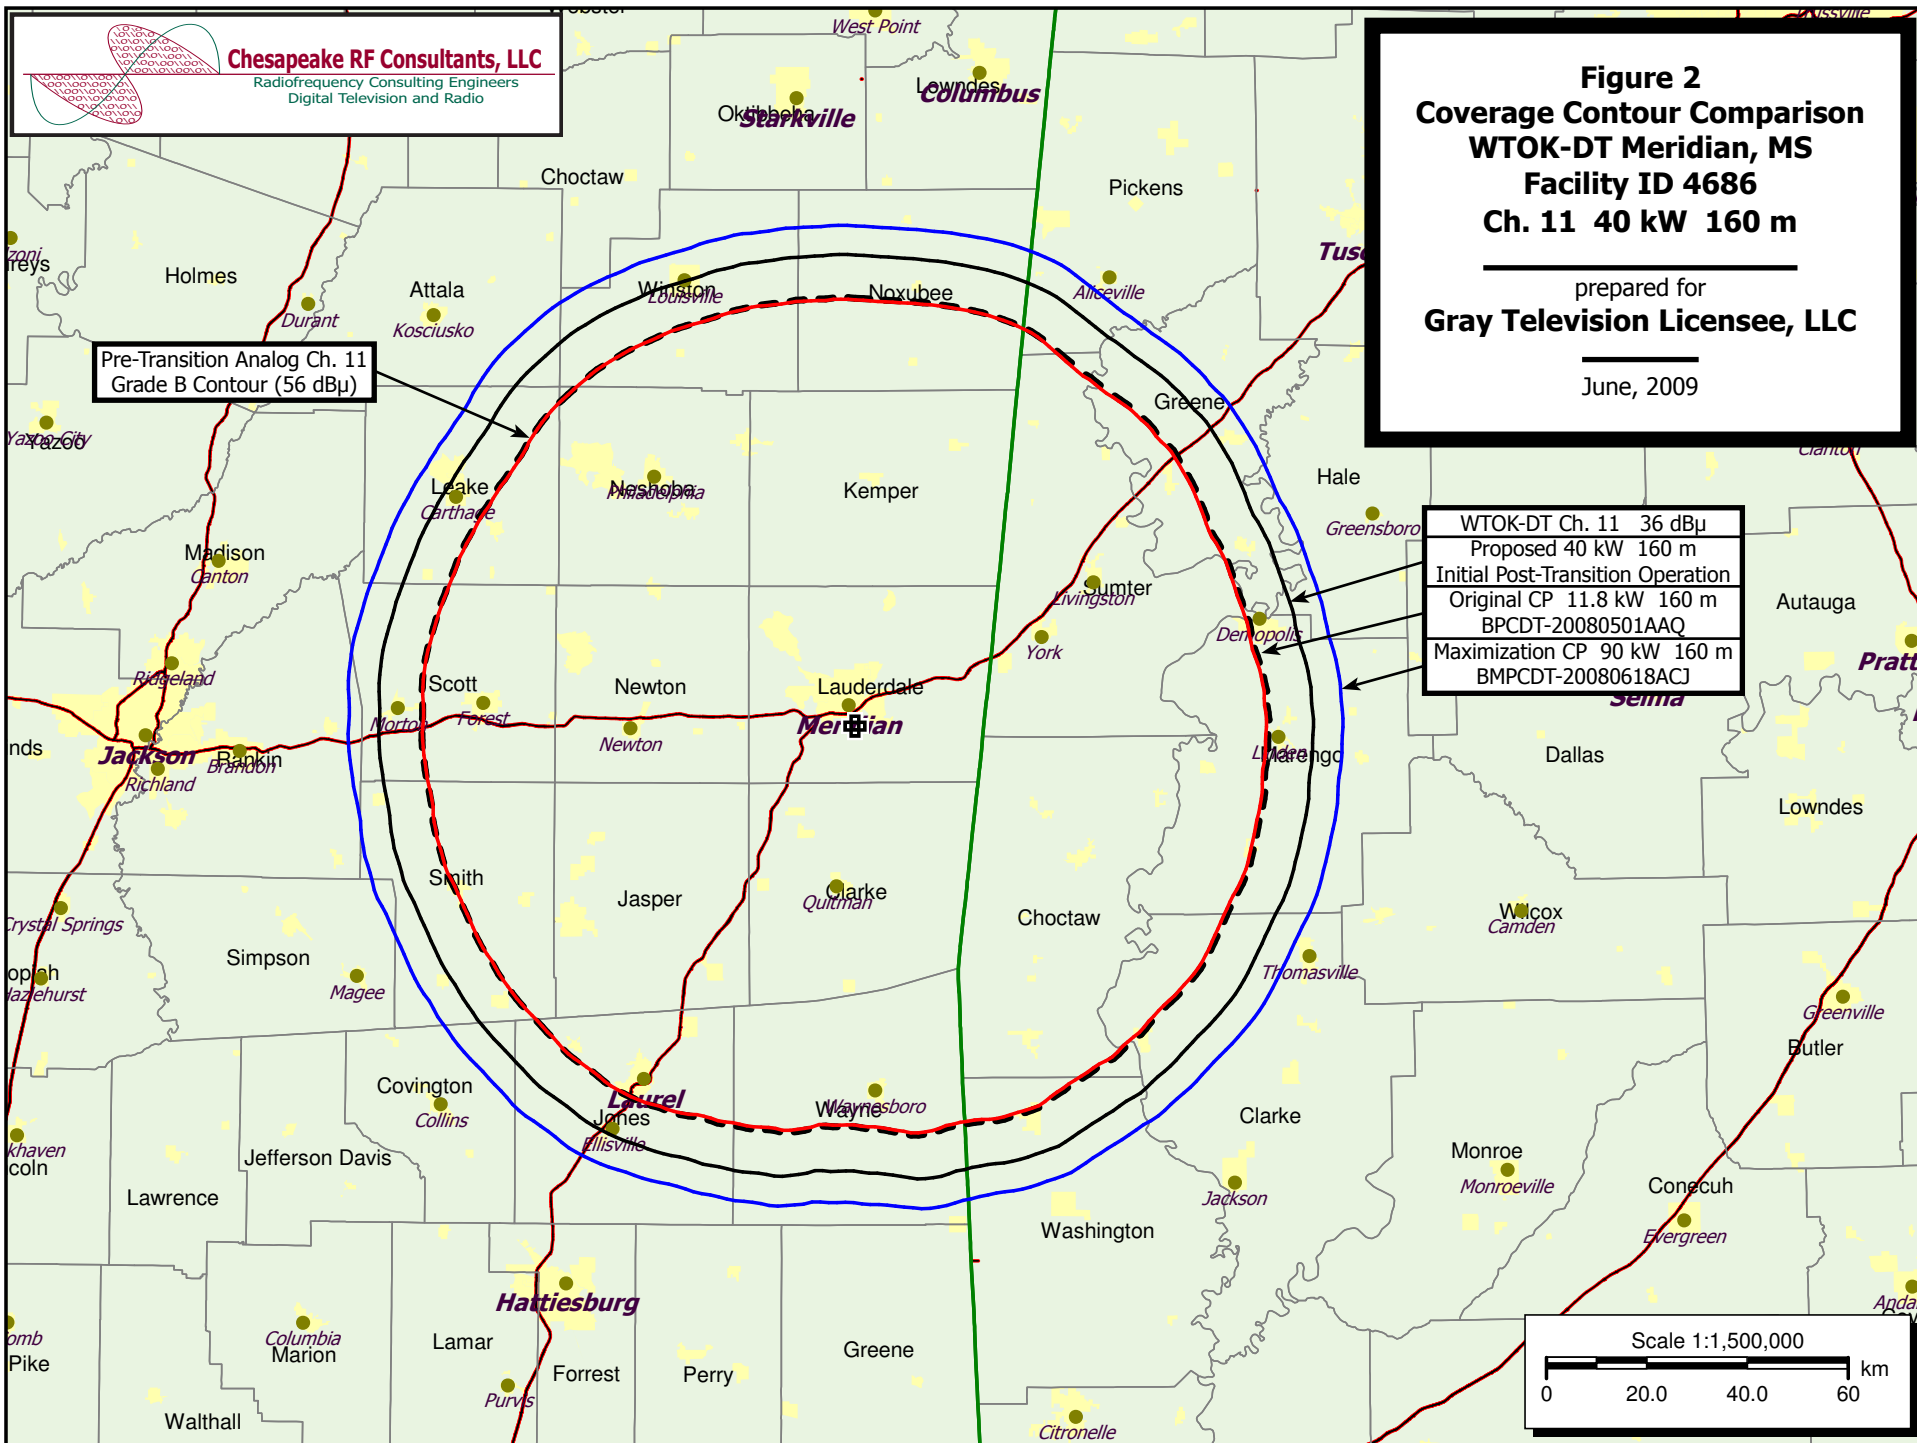 Chesapeake RF Consultants, LLC
Radiofrequency Consulting Engineers
Digital Television and Radio
Figure 2
Coverage Contour Comparison
WTOK-DT Meridian, MS
Facility ID 4686
Ch. 11 40 kW 160 m
prepared for
Gray Television Licensee, LLC
June, 2009
Pre-Transition Analog Ch. 11
Grade B Contour (56 dBµ)
WTOK-DT Ch. 11 36 dBµ
Proposed 40 kW 160 m
Initial Post-Transition Operation
Original CP 11.8 kW 160 m
BPCDT-20080501AAQ
Maximization CP 90 kW 160 m
BMPCDT-20080618ACJ
West Point
Lowndes
Columbus
Oktibbeha
Starkville
Choctaw
Pickens
Holmes
Durant
Attala
Kosciusko
Winston
Louisville
Noxubee
Aliceville
Greene
Yazoo City
Yazoo
Leake
Carthage
Neshoba
Philadelphia
Kemper
Hale
Greensboro
Clanton
Madison
Canton
Sumter
Livingston
Demopolis
York
Autauga
Ridgeland
Scott
Morton
Forest
Newton
Newton
Lauderdale
Meridian
Linden
Marengo
Selma
Dallas
Lowndes
Jackson
Richland
Rankin
Brandon
Smith
Jasper
Clarke
Quitman
Choctaw
Wilcox
Camden
Thomasville
Crystal Springs
Simpson
Magee
Hazlehurst
Greenville
Butler
Covington
Collins
Laurel
Jones
Ellisville
Wayne
Waynesboro
Clarke
Jackson
Monroe
Monroeville
Conecuh
Evergreen
Jefferson Davis
Lawrence
Washington
Hattiesburg
Columbia
Marion
Lamar
Forrest
Perry
Greene
Pike
Purvis
Walthall
Citronelle
Scale 1:1,500,000
km
0 20.0 40.0 60